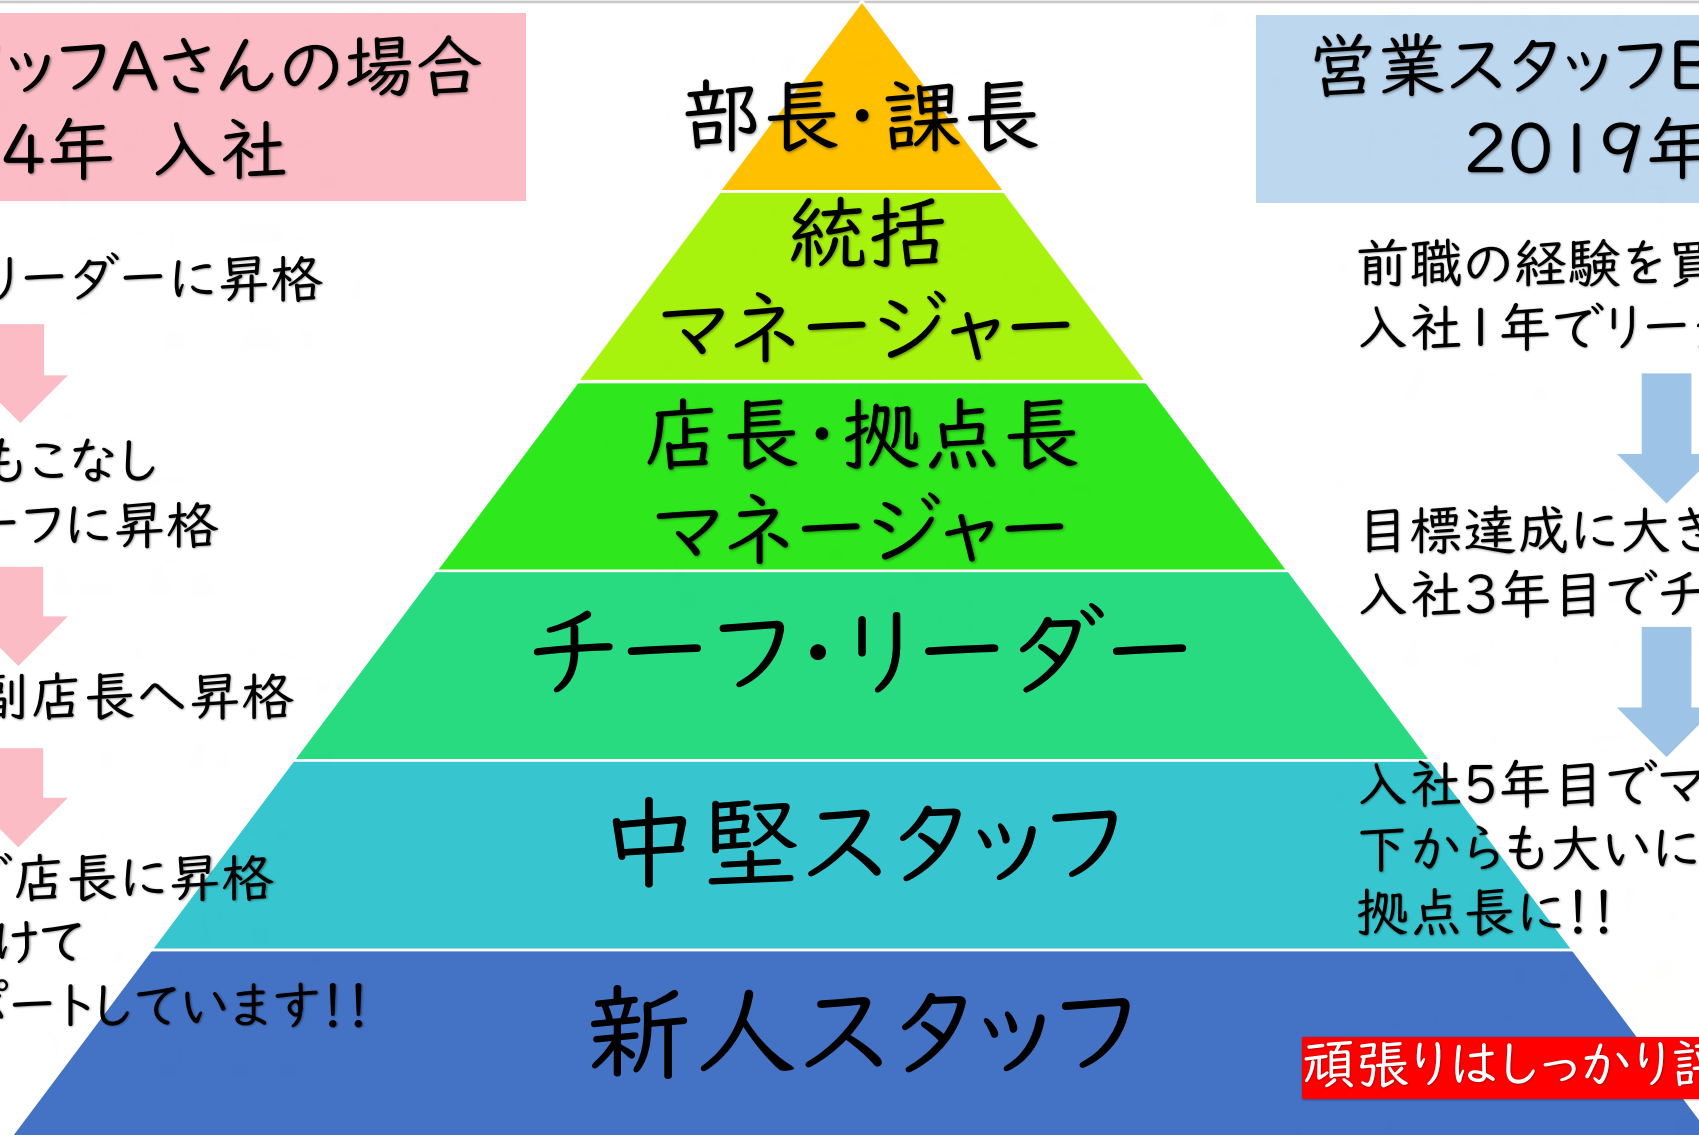 ッフAさんの場合
4年 入社
リーダーに昇格
もこなし
ーフに昇格
副店長へ昇格
店長に昇格
けて
ポートしています!!
部長・課長
統括
マネージャー
店長・拠点長
マネージャー
チーフ・リーダー
中堅スタッフ
新人スタッフ
営業スタッフB
2019年
前職の経験を買
入社1年でリー
目標達成に大き
入社3年目でチ
入社5年目でマ
下からも大いに
拠点長に!!
頑張りはしっかり評